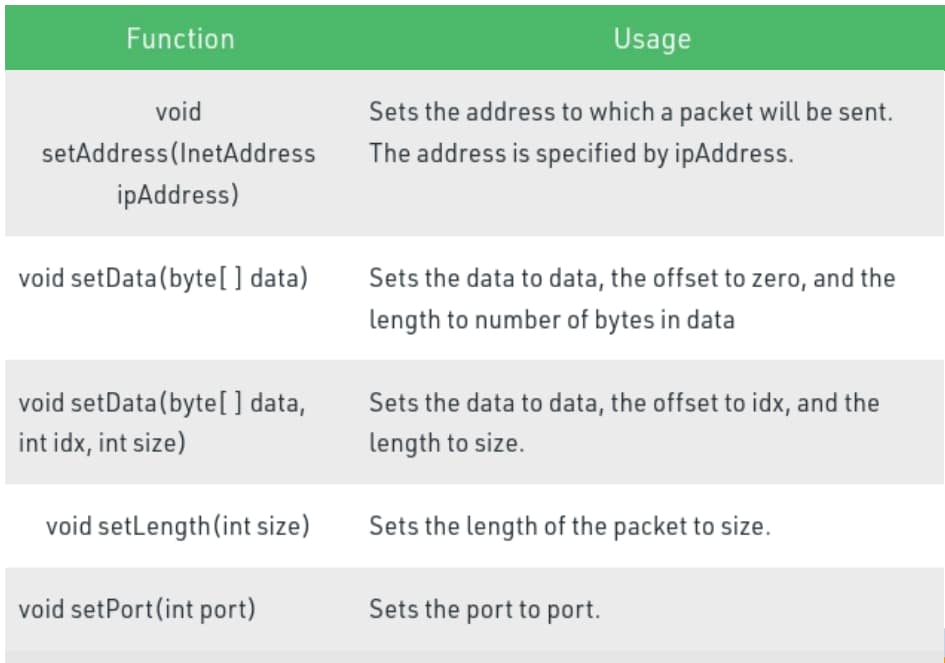 Function Usage
void
setAddress(InetAddress
ipAddress)
Sets the address to which a packet will be sent.
The address is specified by ipAddress.
void setData(byte[ ] data)
Sets the data to data, the offset to zero, and the
length to number of bytes in data
void setData(byte[ ] data,
int idx, int size)
Sets the data to data, the offset to idx, and the
length to size.
void setLength(int size)
Sets the length of the packet to size.
void setPort(int port)
Sets the port to port.